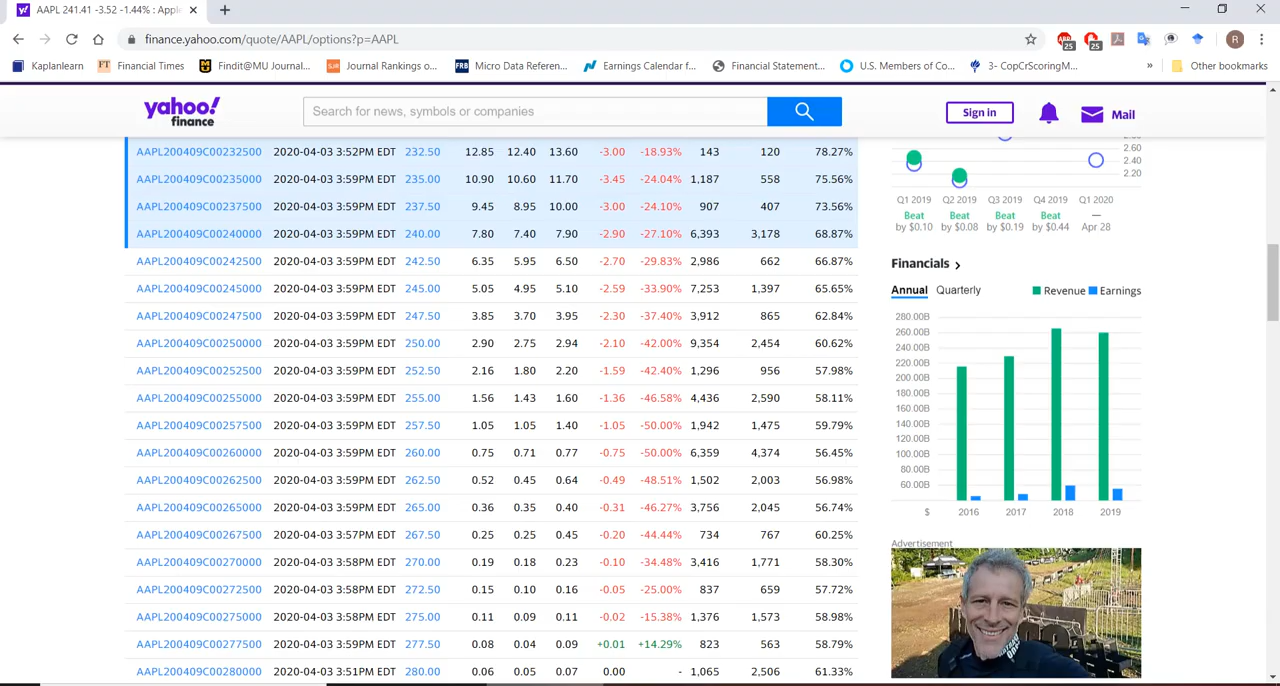 AAPL 241.41 -3.52 -1.44% : Apple
finance.yahoo.com/quote/AAPL/options?p=AAPL
25
25
R
Kaplanlearn
FT Financial Times
Findit@MU Journal...
SJR Journal Rankings o...
FRB Micro Data Referen...
Earnings Calendar f...
Financial Statement...
U.S. Members of Co...
3- CopCrScoringM...
»
Other bookmarks
yahoo!
finance
Search for news, symbols or companies
Sign in
Mail
AAPL200409C00232500 2020-04-03 3:52PM EDT 232.50 12.85 12.40 13.60 -3.00 -18.93% 143 120 78.27%
AAPL200409C00235000 2020-04-03 3:59PM EDT 235.00 10.90 10.60 11.70 -3.45 -24.04% 1,187 558 75.56%
AAPL200409C00237500 2020-04-03 3:59PM EDT 237.50 9.45 8.95 10.00 -3.00 -24.10% 907 407 73.56%
AAPL200409C00240000 2020-04-03 3:59PM EDT 240.00 7.80 7.40 7.90 -2.90 -27.10% 6,393 3,178 68.87%
AAPL200409C00242500 2020-04-03 3:59PM EDT 242.50 6.35 5.95 6.50 -2.70 -29.83% 2,986 662 66.87%
AAPL200409C00245000 2020-04-03 3:59PM EDT 245.00 5.05 4.95 5.10 -2.59 -33.90% 7,253 1,397 65.65%
AAPL200409C00247500 2020-04-03 3:59PM EDT 247.50 3.85 3.70 3.95 -2.30 -37.40% 3,912 865 62.84%
AAPL200409C00250000 2020-04-03 3:59PM EDT 250.00 2.90 2.75 2.94 -2.10 -42.00% 9,354 2,454 60.62%
AAPL200409C00252500 2020-04-03 3:59PM EDT 252.50 2.16 1.80 2.20 -1.59 -42.40% 1,296 956 57.98%
AAPL200409C00255000 2020-04-03 3:59PM EDT 255.00 1.56 1.43 1.60 -1.36 -46.58% 4,436 2,590 58.11%
AAPL200409C00257500 2020-04-03 3:59PM EDT 257.50 1.05 1.05 1.40 -1.05 -50.00% 1,942 1,475 59.79%
AAPL200409C00260000 2020-04-03 3:59PM EDT 260.00 0.75 0.71 0.77 -0.75 -50.00% 6,359 4,374 56.45%
AAPL200409C00262500 2020-04-03 3:59PM EDT 262.50 0.52 0.45 0.64 -0.49 -48.51% 1,502 2,003 56.98%
AAPL200409C00265000 2020-04-03 3:59PM EDT 265.00 0.36 0.35 0.40 -0.31 -46.27% 3,756 2,045 56.74%
AAPL200409C00267500 2020-04-03 3:57PM EDT 267.50 0.25 0.25 0.45 -0.20 -44.44% 734 767 60.25%
AAPL200409C00270000 2020-04-03 3:59PM EDT 270.00 0.19 0.18 0.23 -0.10 -34.48% 3,416 1,771 58.30%
AAPL200409C00272500 2020-04-03 3:58PM EDT 272.50 0.15 0.10 0.16 -0.05 -25.00% 837 659 57.72%
AAPL200409C00275000 2020-04-03 3:58PM EDT 275.00 0.11 0.09 0.11 -0.02 -15.38% 1,376 1,573 58.98%
AAPL200409C00277500 2020-04-03 3:59PM EDT 277.50 0.08 0.04 0.09 +0.01 +14.29% 823 563 58.79%
AAPL200409C00280000 2020-04-03 3:51PM EDT 280.00 0.06 0.05 0.07 0.00 - 1,065 2,506 61.33%
2.60
2.40
2.20
Q1 2019 Q2 2019 Q3 2019 Q4 2019 Q1 2020
Beat Beat Beat Beat —
by $0.10 by $0.08 by $0.19 by $0.44 Apr 28
Financials
Annual Quarterly
Revenue Earnings
280.00B
260.00B
240.00B
220.00B
200.00B
180.00B
160.00B
140.00B
120.00B
100.00B
80.00B
60.00B
$ 2016 2017 2018 2019
Advertisement